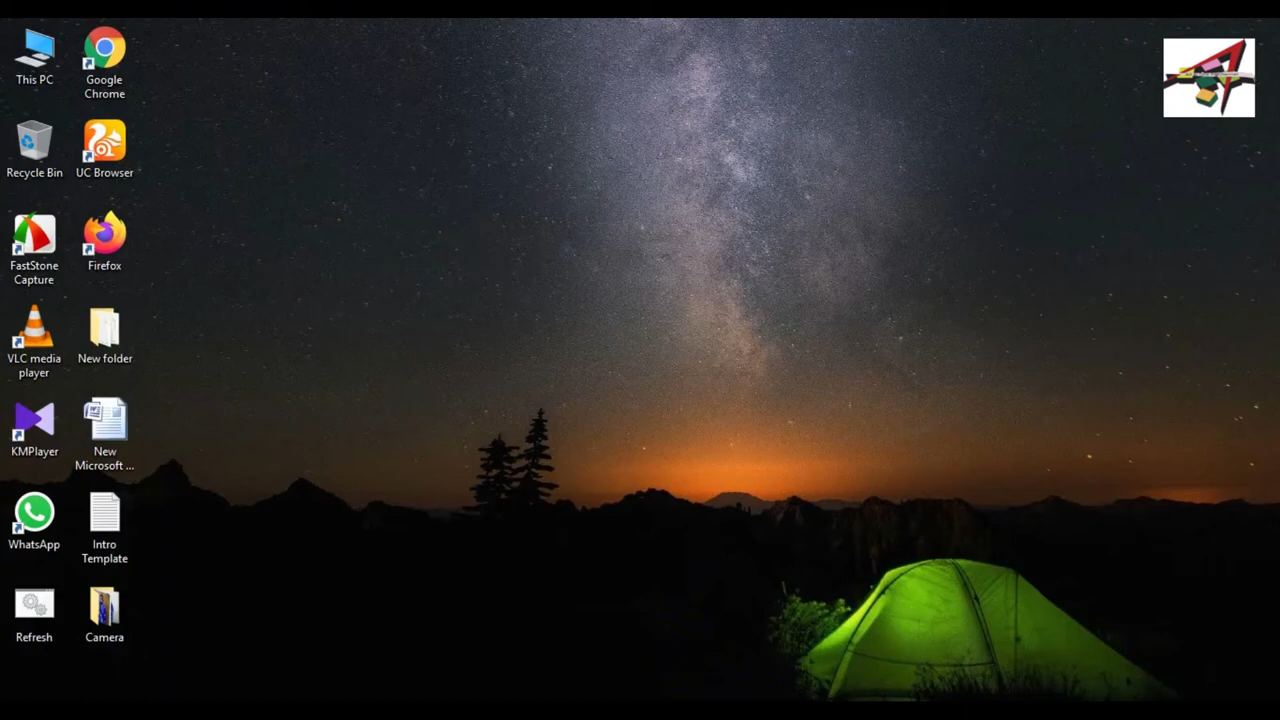 This PC
Google
Chrome
Recycle Bin
UC Browser
FastStone
Capture
Firefox
VLC media
player
New folder
KMPlayer
New
Microsoft ...
WhatsApp
Intro
Template
Refresh
Camera